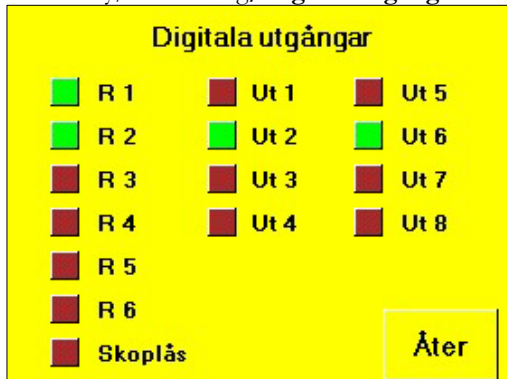 Digitala utgångar
R 1 Ut 1 Ut 5
R 2 Ut 2 Ut 6
R 3 Ut 3 Ut 7
R 4 Ut 4 Ut 8
R 5
R 6
Skoplås
Åter